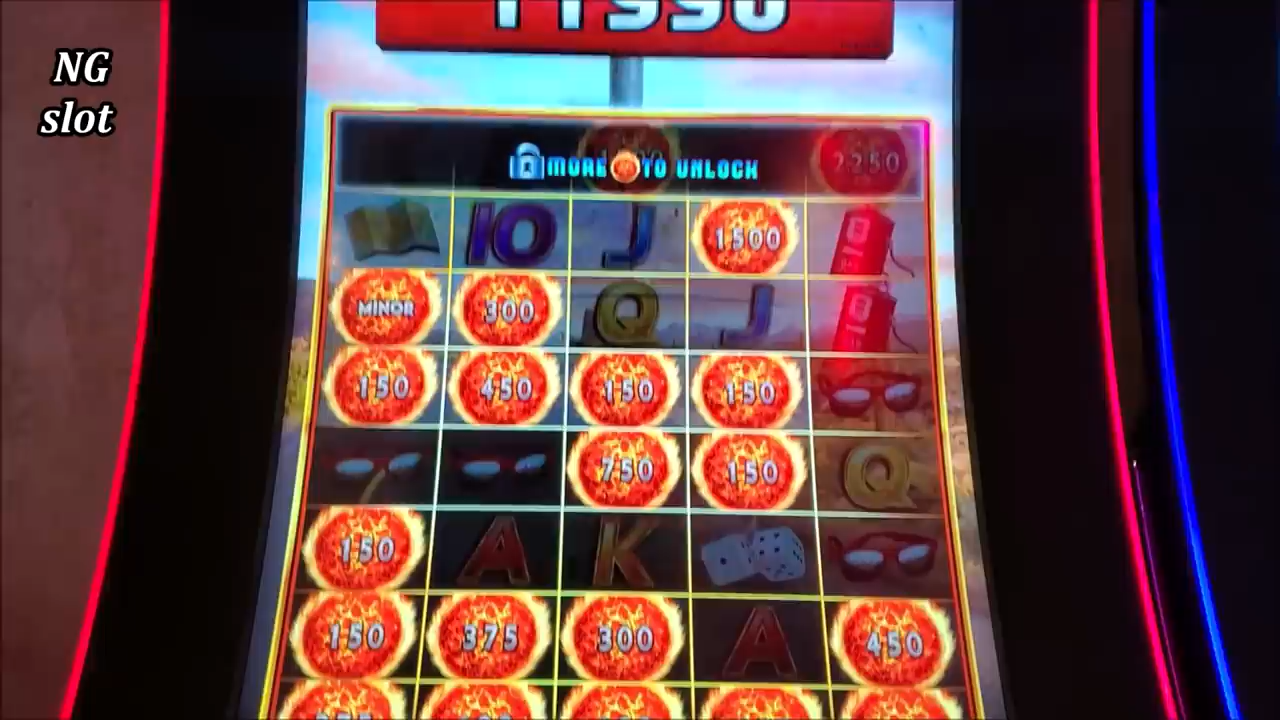 NG
slot
MORE TO UNLOCK
2250
10 J 1500
MINOR 300 Q J
150 450 150 150
750 150 Q
150 A K
150 375 300 A 450